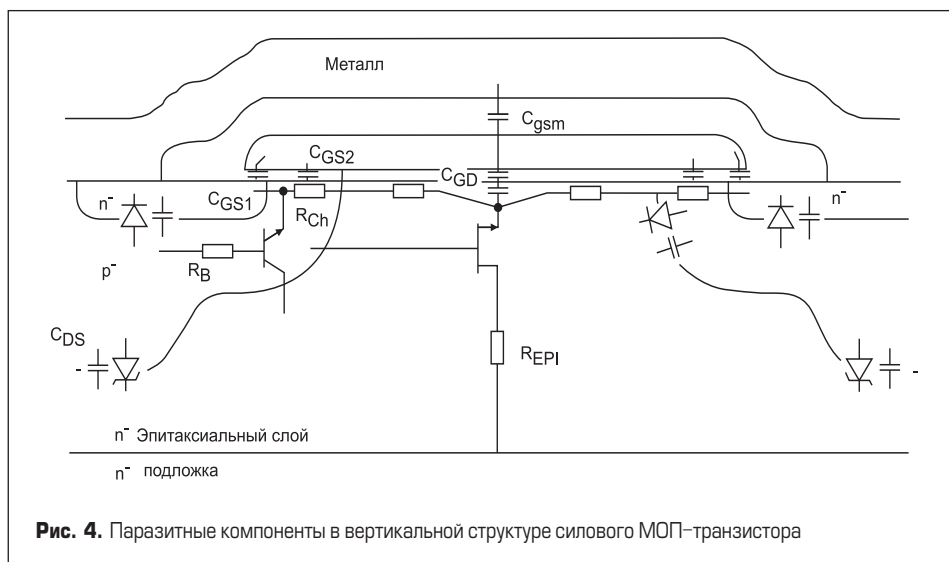 Металл
C_gsm
C_GS2
C_GD
C_GS1
n⁻
n⁻
R_Ch
R_B
p⁻
C_DS
-
-
R_EPI
n⁻ Эпитаксиальный слой
n⁻ подложка
Рис. 4. Паразитные компоненты в вертикальной структуре силового МОП–транзистора